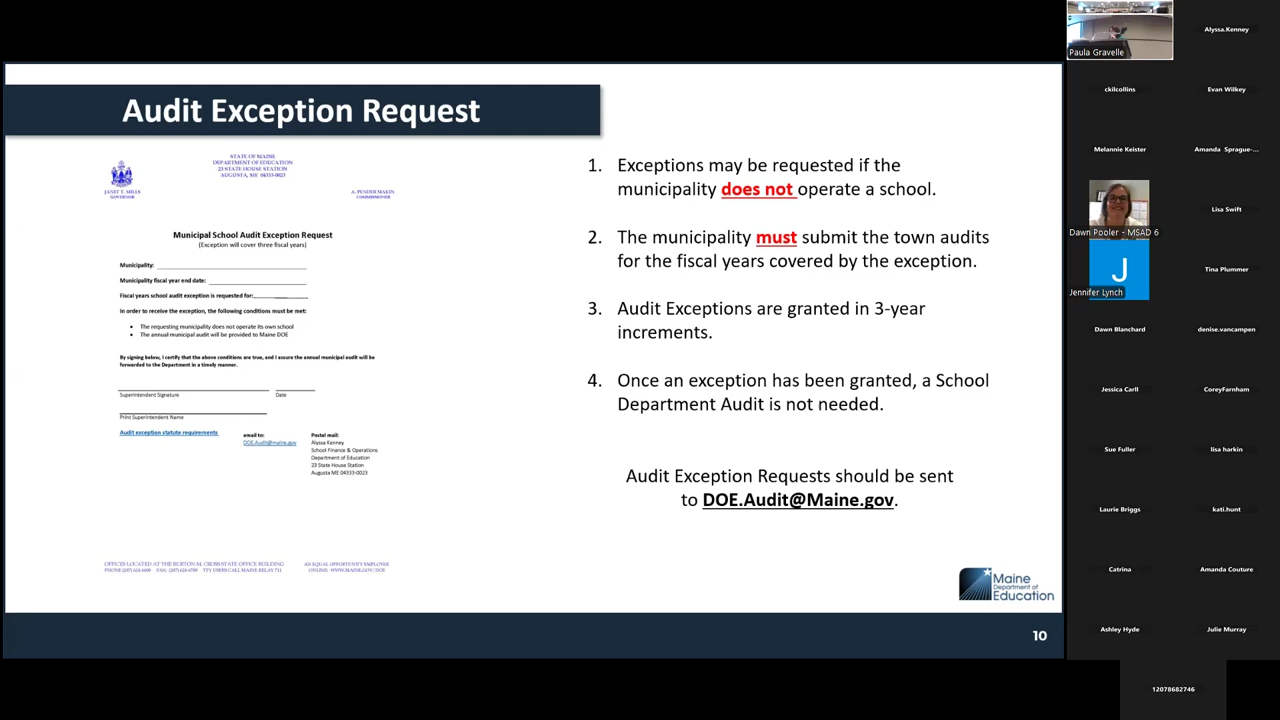 Audit Exception Request
STATE OF MAINE
DEPARTMENT OF EDUCATION
23 STATE HOUSE STATION
AUGUSTA, ME 04333-0023
JANET T. MILLS
GOVERNOR
A. PENDER MAKIN
COMMISSIONER
Municipal School Audit Exception Request
(Exception will cover three fiscal years)
Municipality:
Municipality fiscal year end date:
Fiscal years school audit exception is requested for:
In order to receive the exception, the following conditions must be met:
• The requesting municipality does not operate its own school
• The annual municipal audit will be provided to Maine DOE
By signing below, I certify that the above conditions are true, and I assure the annual municipal audit will be
forwarded to the Department in a timely manner.
Superintendent Signature Date
Print Superintendent Name
Audit exception statute requirements
email to:
DOE.Audit@maine.gov
Postal mail:
Alyssa Kenney
School Finance & Operations
Department of Education
23 State House Station
Augusta ME 04333-0023
OFFICES LOCATED AT THE BURTON M. CROSS STATE OFFICE BUILDING
PHONE (207) 624-6600 FAX: (207) 624-6700 TTY USERS CALL MAINE RELAY 711
AN EQUAL OPPORTUNITY EMPLOYER
ONLINE: WWW.MAINE.GOV/DOE
1. Exceptions may be requested if the
municipality does not operate a school.
2. The municipality must submit the town audits
for the fiscal years covered by the exception.
3. Audit Exceptions are granted in 3-year
increments.
4. Once an exception has been granted, a School
Department Audit is not needed.
Audit Exception Requests should be sent
to DOE.Audit@Maine.gov.
Maine
Department of
Education
10
Paula Gravelle
Alyssa.Kenney
ckilcollins
Evan Wilkey
Melannie Keister
Amanda Sprague-...
Dawn Pooler - MSAD 6
Lisa Swift
J
Jennifer Lynch
Tina Plummer
Dawn Blanchard
denise.vancampen
Jessica Carll
CoreyFarnham
Sue Fuller
lisa harkin
Laurie Briggs
kati.hunt
Catrina
Amanda Couture
Ashley Hyde
Julie Murray
12078682746